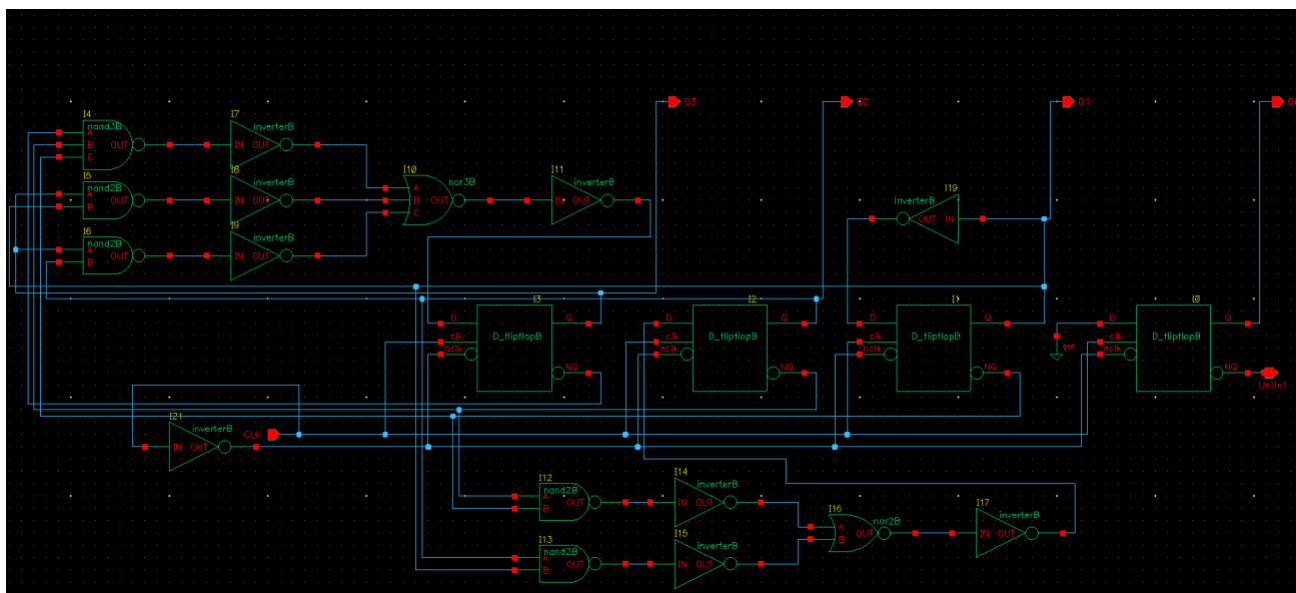 Q3
Q2
Q1
I4
nand3B
A
B
C
OUT
I7
inverterB
IN OUT
I5
nand2B
A
B
OUT
I8
inverterB
IN OUT
I6
nand2B
A
B
OUT
I9
inverterB
IN OUT
I10
nor3B
A
B
C
OUT
I11
inverterB
IN OUT
I19
inverterB
OUT IN
I3
D Q
clk
nclk
D_flipflopB
NQ
I2
D Q
clk
nclk
D_flipflopB
NQ
I1
D Q
clk
nclk
D_flipflopB
NQ
I0
D Q
clk
nclk
D_flipflopB
NQ
gnd
UnUs1
I21
inverterB
IN OUT
CLK
I12
nand2B
A
B
OUT
I14
inverterB
IN OUT
I13
nand2B
A
B
OUT
I15
inverterB
IN OUT
I16
nor2B
A
B
OUT
I17
inverterB
IN OUT